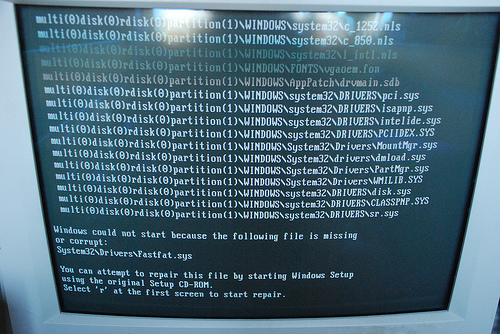 multi(0)disk(0)rdisk(0)partition(1)\WINDOWS\system32\c_1252.nls
multi(0)disk(0)rdisk(0)partition(1)\WINDOWS\system32\c_850.nls
multi(0)disk(0)rdisk(0)partition(1)\WINDOWS\system32\l_intl.nls
multi(0)disk(0)rdisk(0)partition(1)\WINDOWS\FONTS\vgaoem.fon
multi(0)disk(0)rdisk(0)partition(1)\WINDOWS\AppPatch\drvmain.sdb
multi(0)disk(0)rdisk(0)partition(1)\WINDOWS\system32\DRIVERS\pci.sys
multi(0)disk(0)rdisk(0)partition(1)\WINDOWS\system32\DRIVERS\isapnp.sys
multi(0)disk(0)rdisk(0)partition(1)\WINDOWS\system32\DRIVERS\intelide.sys
multi(0)disk(0)rdisk(0)partition(1)\WINDOWS\system32\DRIVERS\PCIIDEX.SYS
multi(0)disk(0)rdisk(0)partition(1)\WINDOWS\System32\Drivers\MountMgr.sys
multi(0)disk(0)rdisk(0)partition(1)\WINDOWS\System32\drivers\dmload.sys
multi(0)disk(0)rdisk(0)partition(1)\WINDOWS\System32\Drivers\PartMgr.sys
multi(0)disk(0)rdisk(0)partition(1)\WINDOWS\System32\Drivers\WMILIB.SYS
multi(0)disk(0)rdisk(0)partition(1)\WINDOWS\system32\DRIVERS\disk.sys
multi(0)disk(0)rdisk(0)partition(1)\WINDOWS\system32\DRIVERS\CLASSPNP.SYS
multi(0)disk(0)rdisk(0)partition(1)\WINDOWS\system32\DRIVERS\sr.sys
Windows could not start because the following file is missing
or corrupt:
System32\Drivers\Fastfat.sys
You can attempt to repair this file by starting Windows Setup
using the original Setup CD-ROM.
Select 'r' at the first screen to start repair.